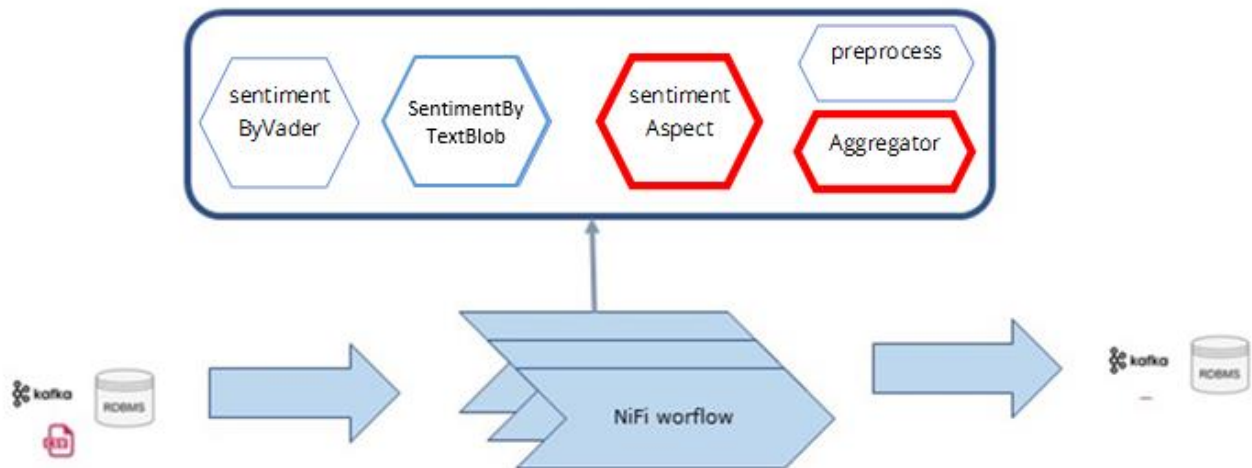 sentiment
ByVader
SentimentBy
TextBlob
sentiment
Aspect
preprocess
Aggregator
NiFi worflow
kafka
RDBMS
kafka
RDBMS